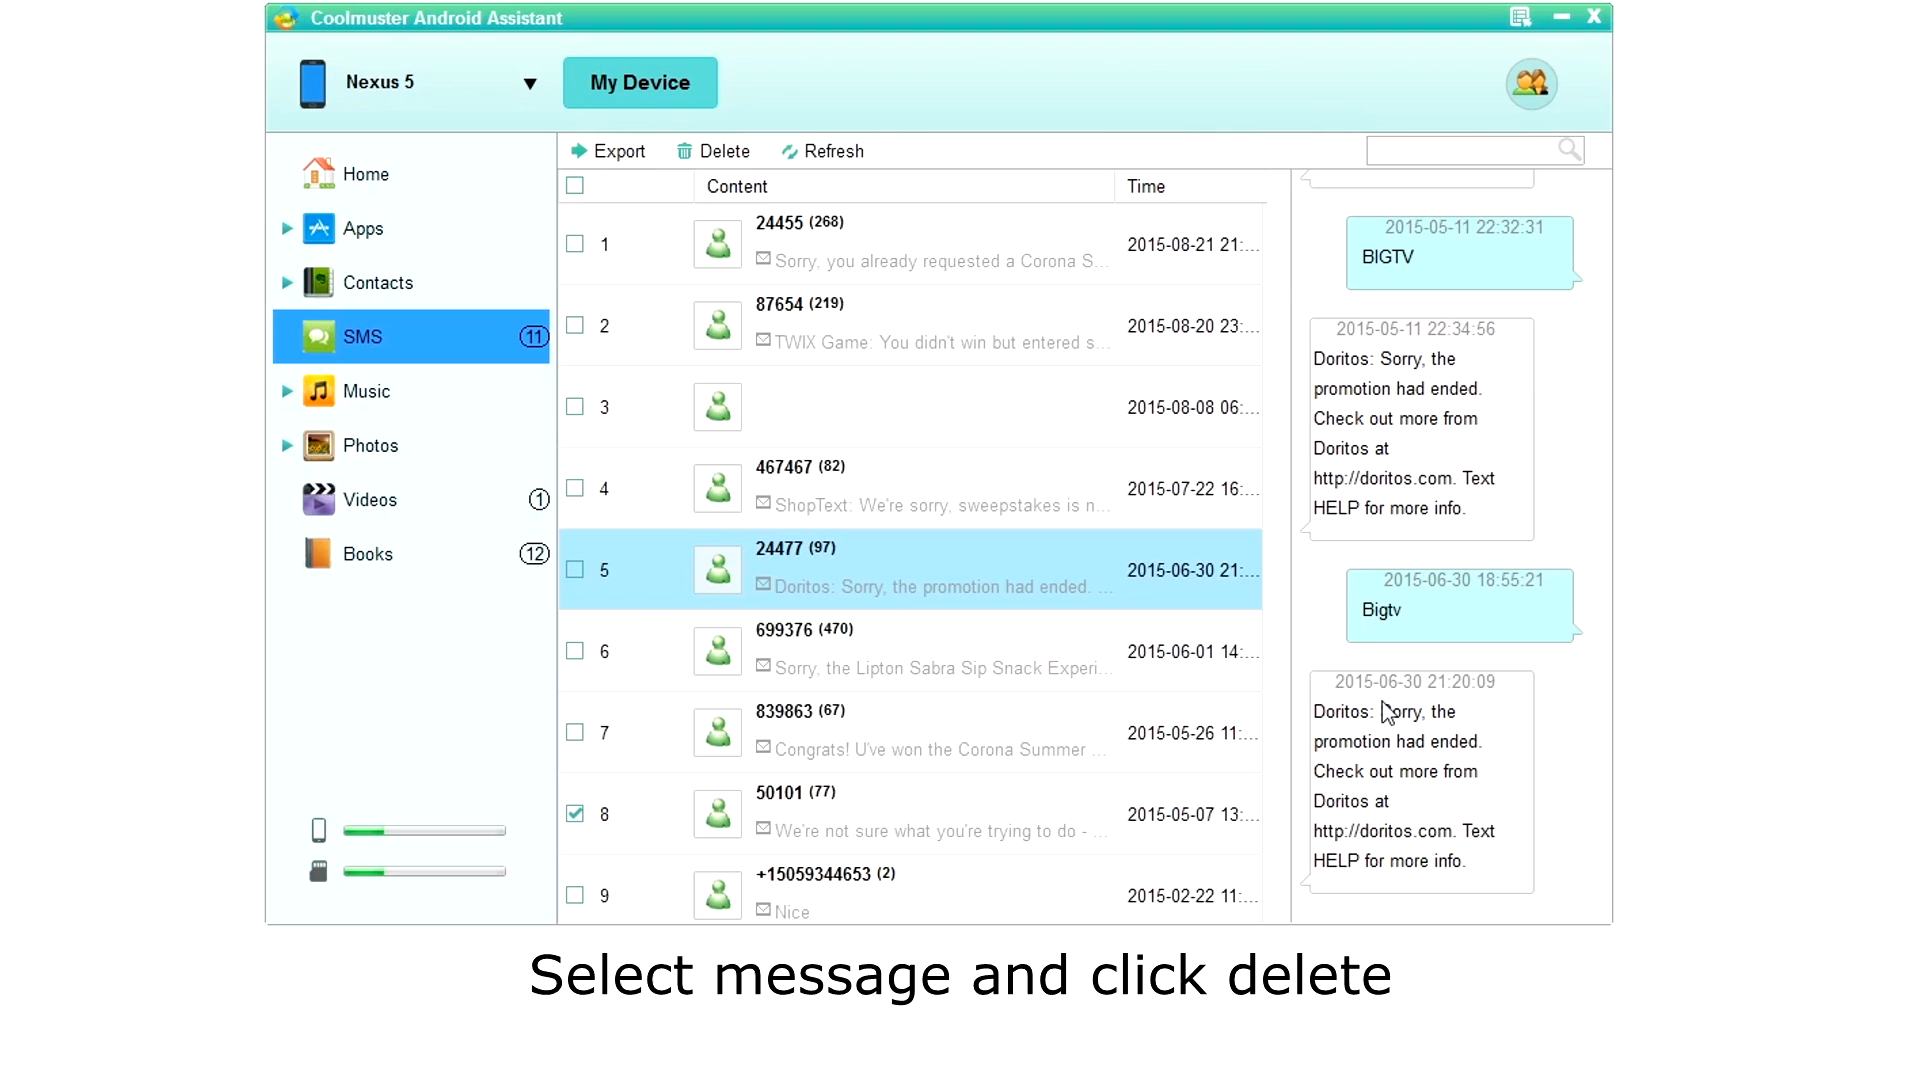 Coolmuster Android Assistant
Nexus 5
My Device
Home
Apps
Contacts
SMS 11
Music
Photos
Videos 1
Books 12
Export Delete Refresh
Content Time
1 24455 (268) 2015-08-21 21:...
Sorry, you already requested a Corona S...
2 87654 (219) 2015-08-20 23:...
TWIX Game: You didn't win but entered s...
3 2015-08-08 06:...
4 467467 (82) 2015-07-22 16:...
ShopText: We're sorry, sweepstakes is n...
5 24477 (97) 2015-06-30 21:...
Doritos: Sorry, the promotion had ended. ...
6 699376 (470) 2015-06-01 14:...
Sorry, the Lipton Sabra Sip Snack Experi...
7 839863 (67) 2015-05-26 11:...
Congrats! U've won the Corona Summer ...
8 50101 (77) 2015-05-07 13:...
We're not sure what you're trying to do - ...
9 +15059344653 (2) 2015-02-22 11:...
Nice
2015-05-11 22:32:31
BIGTV
2015-05-11 22:34:56
Doritos: Sorry, the
promotion had ended.
Check out more from
Doritos at
http://doritos.com. Text
HELP for more info.
2015-06-30 18:55:21
Bigtv
2015-06-30 21:20:09
Doritos: Sorry, the
promotion had ended.
Check out more from
Doritos at
http://doritos.com. Text
HELP for more info.
Select message and click delete